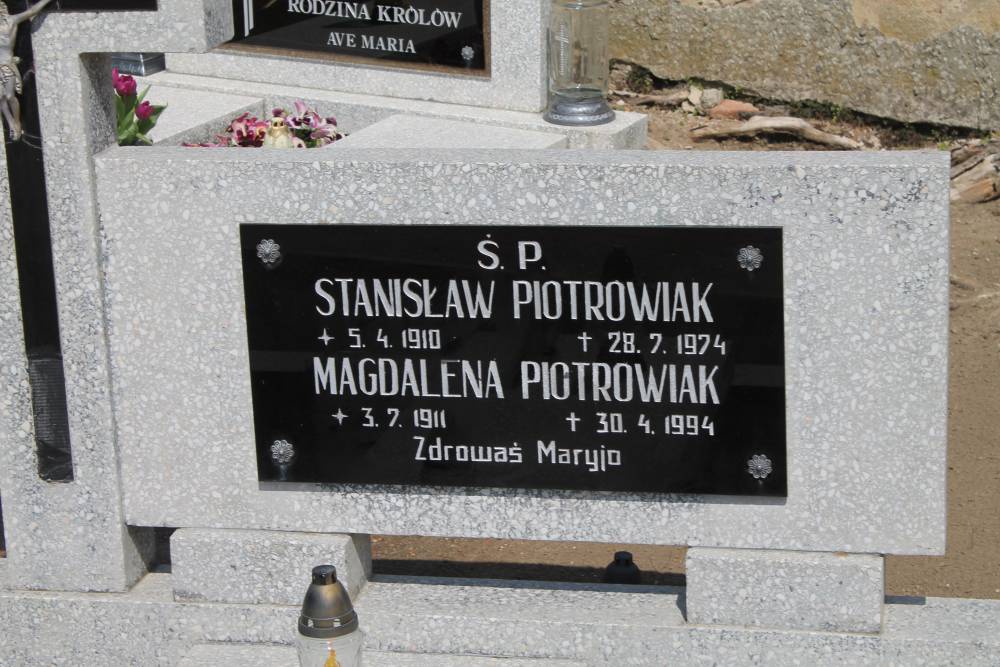 RODZINA KRÓLÓW
AVE MARIA
Ś. P.
STANISŁAW PIOTROWIAK
+ 5. 4. 1910 † 28. 7. 1974
MAGDALENA PIOTROWIAK
+ 3. 7. 1911 † 30. 4. 1994
Zdrowaś Maryjo